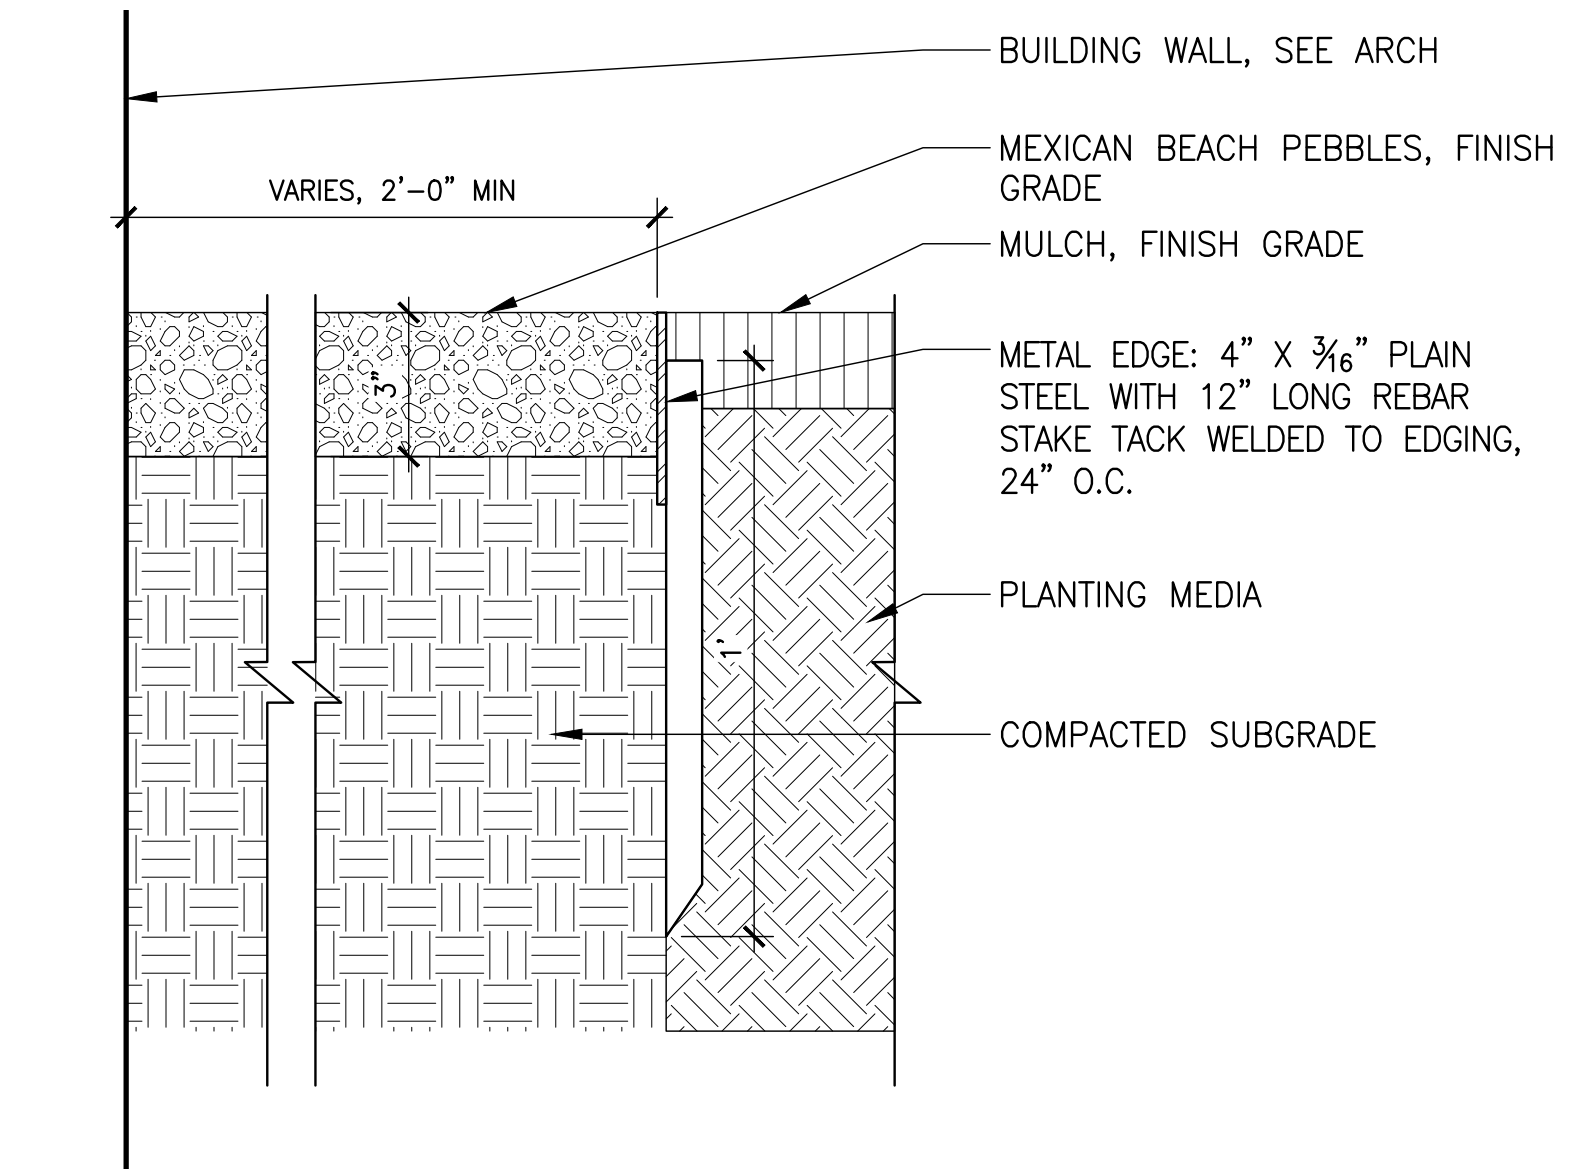 BUILDING WALL, SEE ARCH
MEXICAN BEACH PEBBLES, FINISH
GRADE
VARIES, 2’-0” MIN
MULCH, FINISH GRADE
METAL EDGE: 4” X 3⁄16” PLAIN
STEEL WITH 12” LONG REBAR
STAKE TACK WELDED TO EDGING,
24” O.C.
3”
PLANTING MEDIA
1’
COMPACTED SUBGRADE